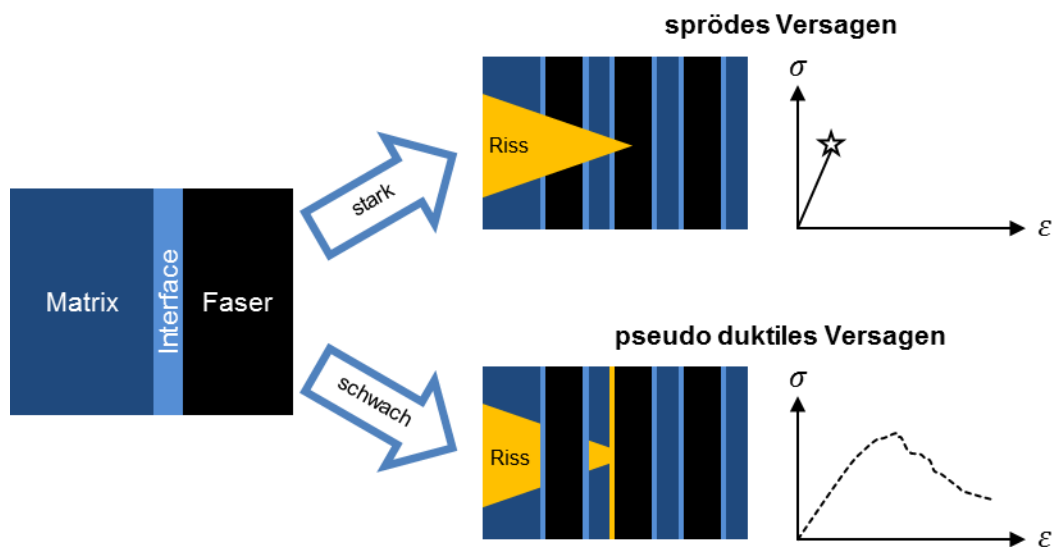 sprödes Versagen
Riss
σ
ε
stark
Matrix
Interface
Faser
schwach
pseudo duktiles Versagen
Riss
σ
ε